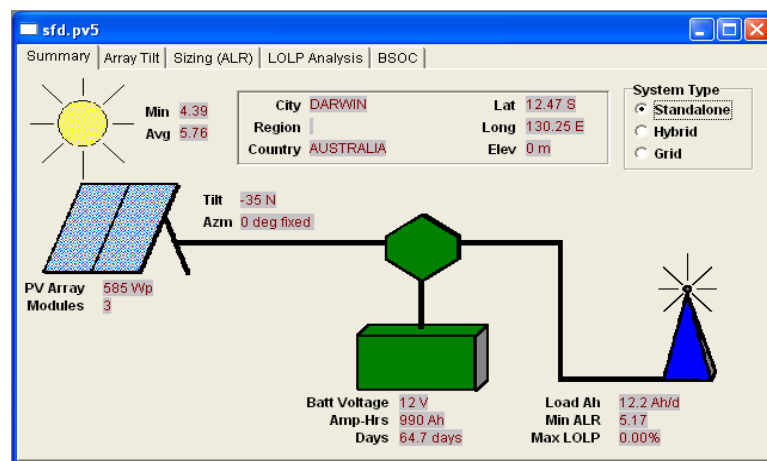 sfd.pv5
Summary Array Tilt Sizing (ALR) LOLP Analysis BSOC
Min 4.39
Avg 5.76
City DARWIN Lat 12.47 S
Region Long 130.25 E
Country AUSTRALIA Elev 0 m
System Type
Standalone
Hybrid
Grid
Tilt -35 N
Azm 0 deg fixed
PV Array 585 Wp
Modules 3
Batt Voltage 12 V
Amp-Hrs 990 Ah
Days 64.7 days
Load Ah 12.2 Ah/d
Min ALR 5.17
Max LOLP 0.00%